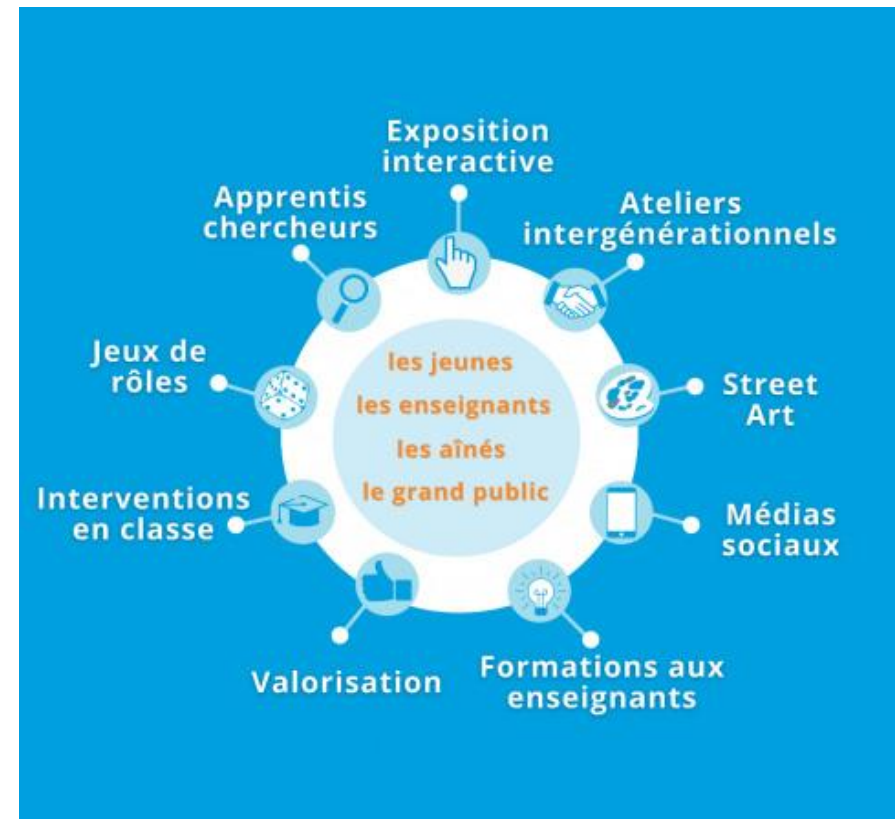 Exposition
interactive
Apprentis
chercheurs
Ateliers
intergénérationnels
Jeux de
rôles
les jeunes
les enseignants
les aînés
le grand public
Street
Art
Interventions
en classe
Médias
sociaux
Valorisation
Formations aux
enseignants